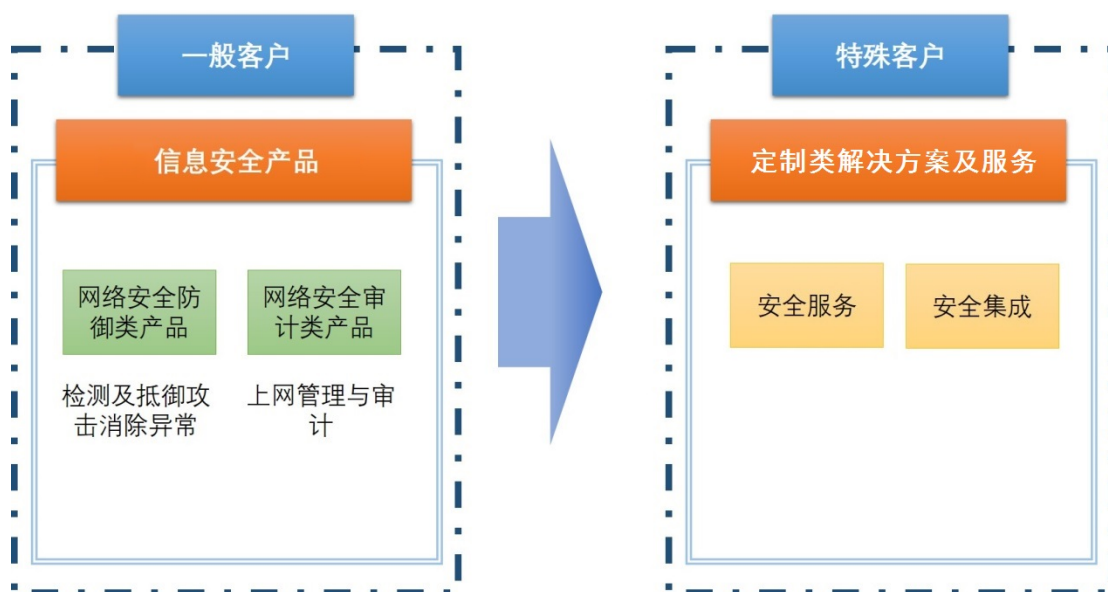 一般客户
信息安全产品
网络安全防
御类产品
网络安全审
计类产品
检测及抵御攻
击消除异常
上网管理与审
计
特殊客户
定制类解决方案及服务
安全服务
安全集成